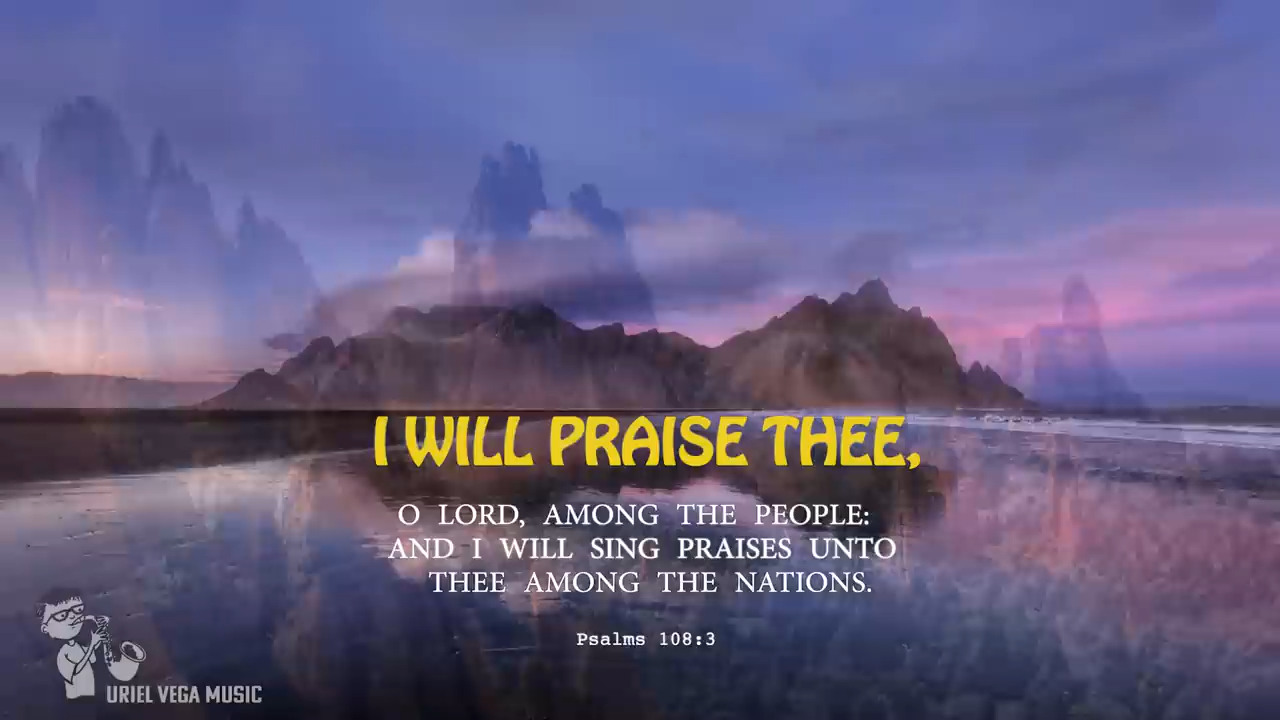 I WILL PRAISE THEE,
O LORD, AMONG THE PEOPLE:
AND I WILL SING PRAISES UNTO
THEE AMONG THE NATIONS.
Psalms 108:3
URIEL VEGA MUSIC